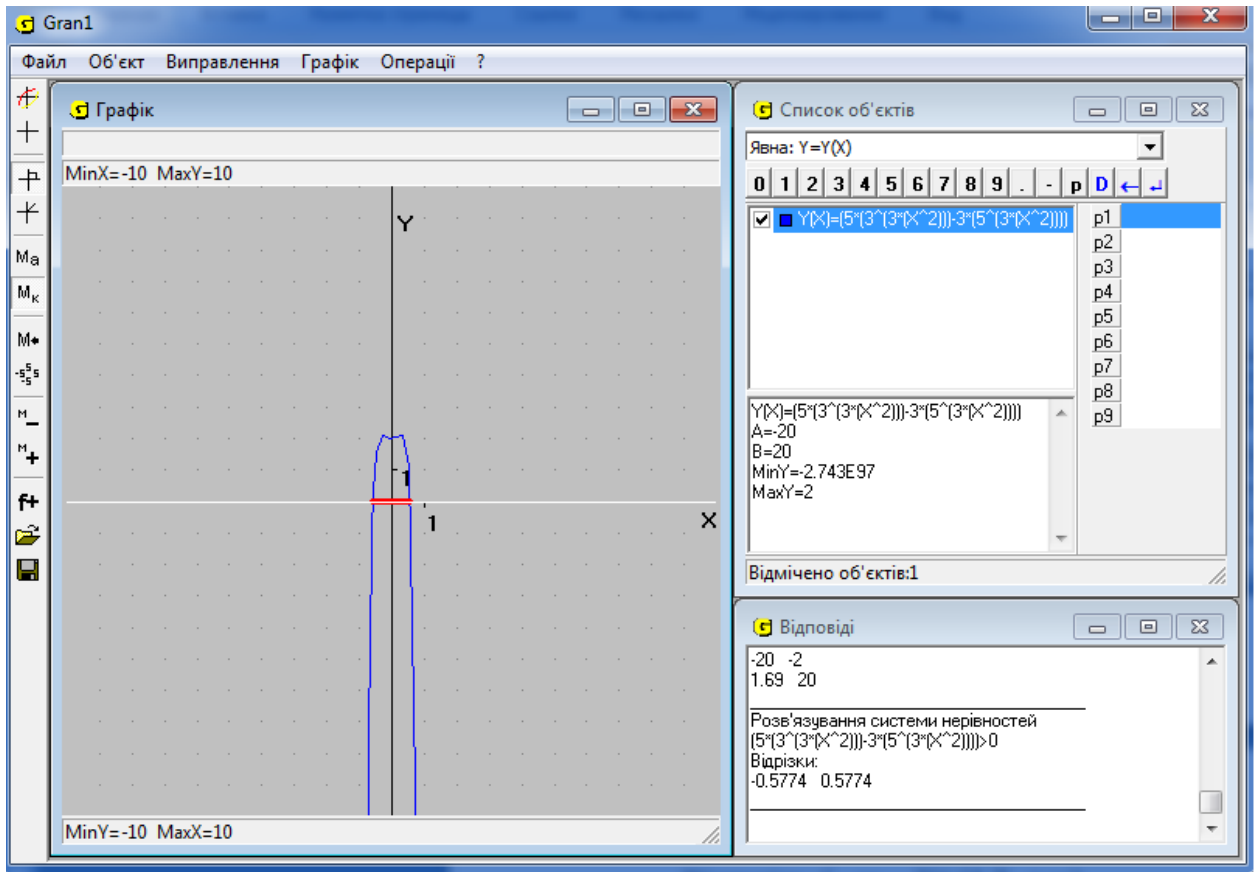 Gran1
Файл Об'єкт Виправлення Графік Операції ?
Графік
MinX=-10 MaxY=10
Y
1
1
X
MinY=-10 MaxX=10
Ma
Mк
M
-s s s s
M
M
f+
Список об'єктів
Явна: Y=Y(X)
0 1 2 3 4 5 6 7 8 9 . - p D
Y(X)=(5*(3^(3*(X^2)))-3*(5^(3*(X^2))))
p1
p2
p3
p4
p5
p6
p7
p8
p9
Y(X)=(5*(3^(3*(X^2)))-3*(5^(3*(X^2))))
A=-20
B=20
MinY=-2.743E97
MaxY=2
Відмічено об'єктів:1
Відповіді
-20 -2
1.69 20
Розв'язування системи нерівностей
(5*(3^(3*(X^2)))-3*(5^(3*(X^2))))>0
Відрізки:
-0.5774 0.5774